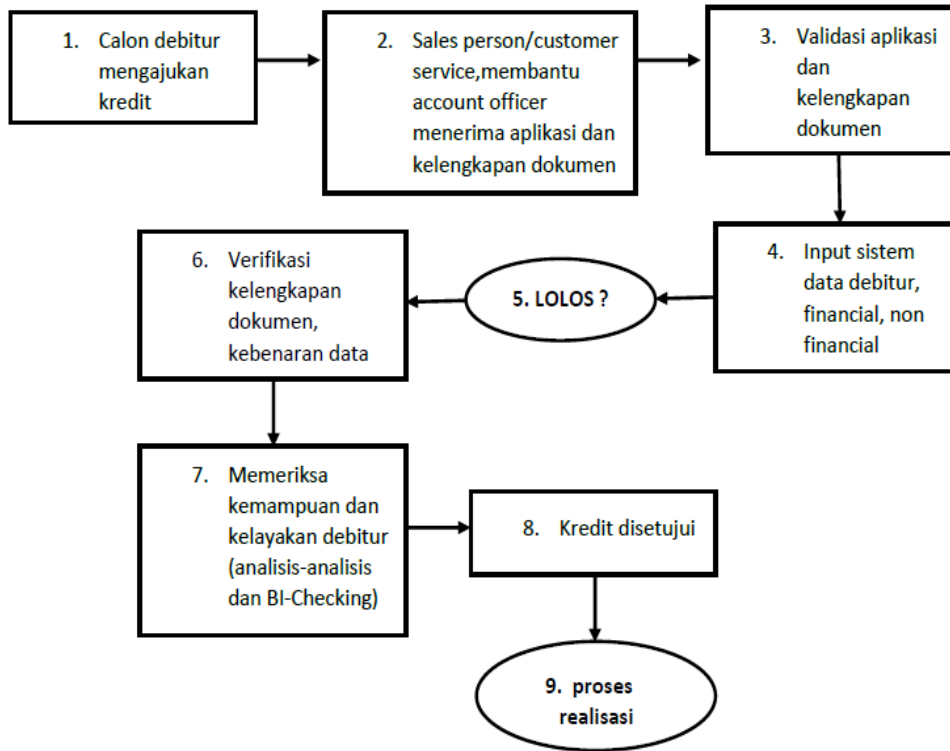 1. Calon debitur
mengajukan
kredit
2. Sales person/customer
service,membantu
account officer
menerima aplikasi dan
kelengkapan dokumen
3. Validasi aplikasi
dan
kelengkapan
dokumen
4. Input sistem
data debitur,
financial, non
financial
5. LOLOS ?
6. Verifikasi
kelengkapan
dokumen,
kebenaran data
7. Memeriksa
kemampuan dan
kelayakan debitur
(analisis-analisis
dan BI-Checking)
8. Kredit disetujui
9. proses
realisasi